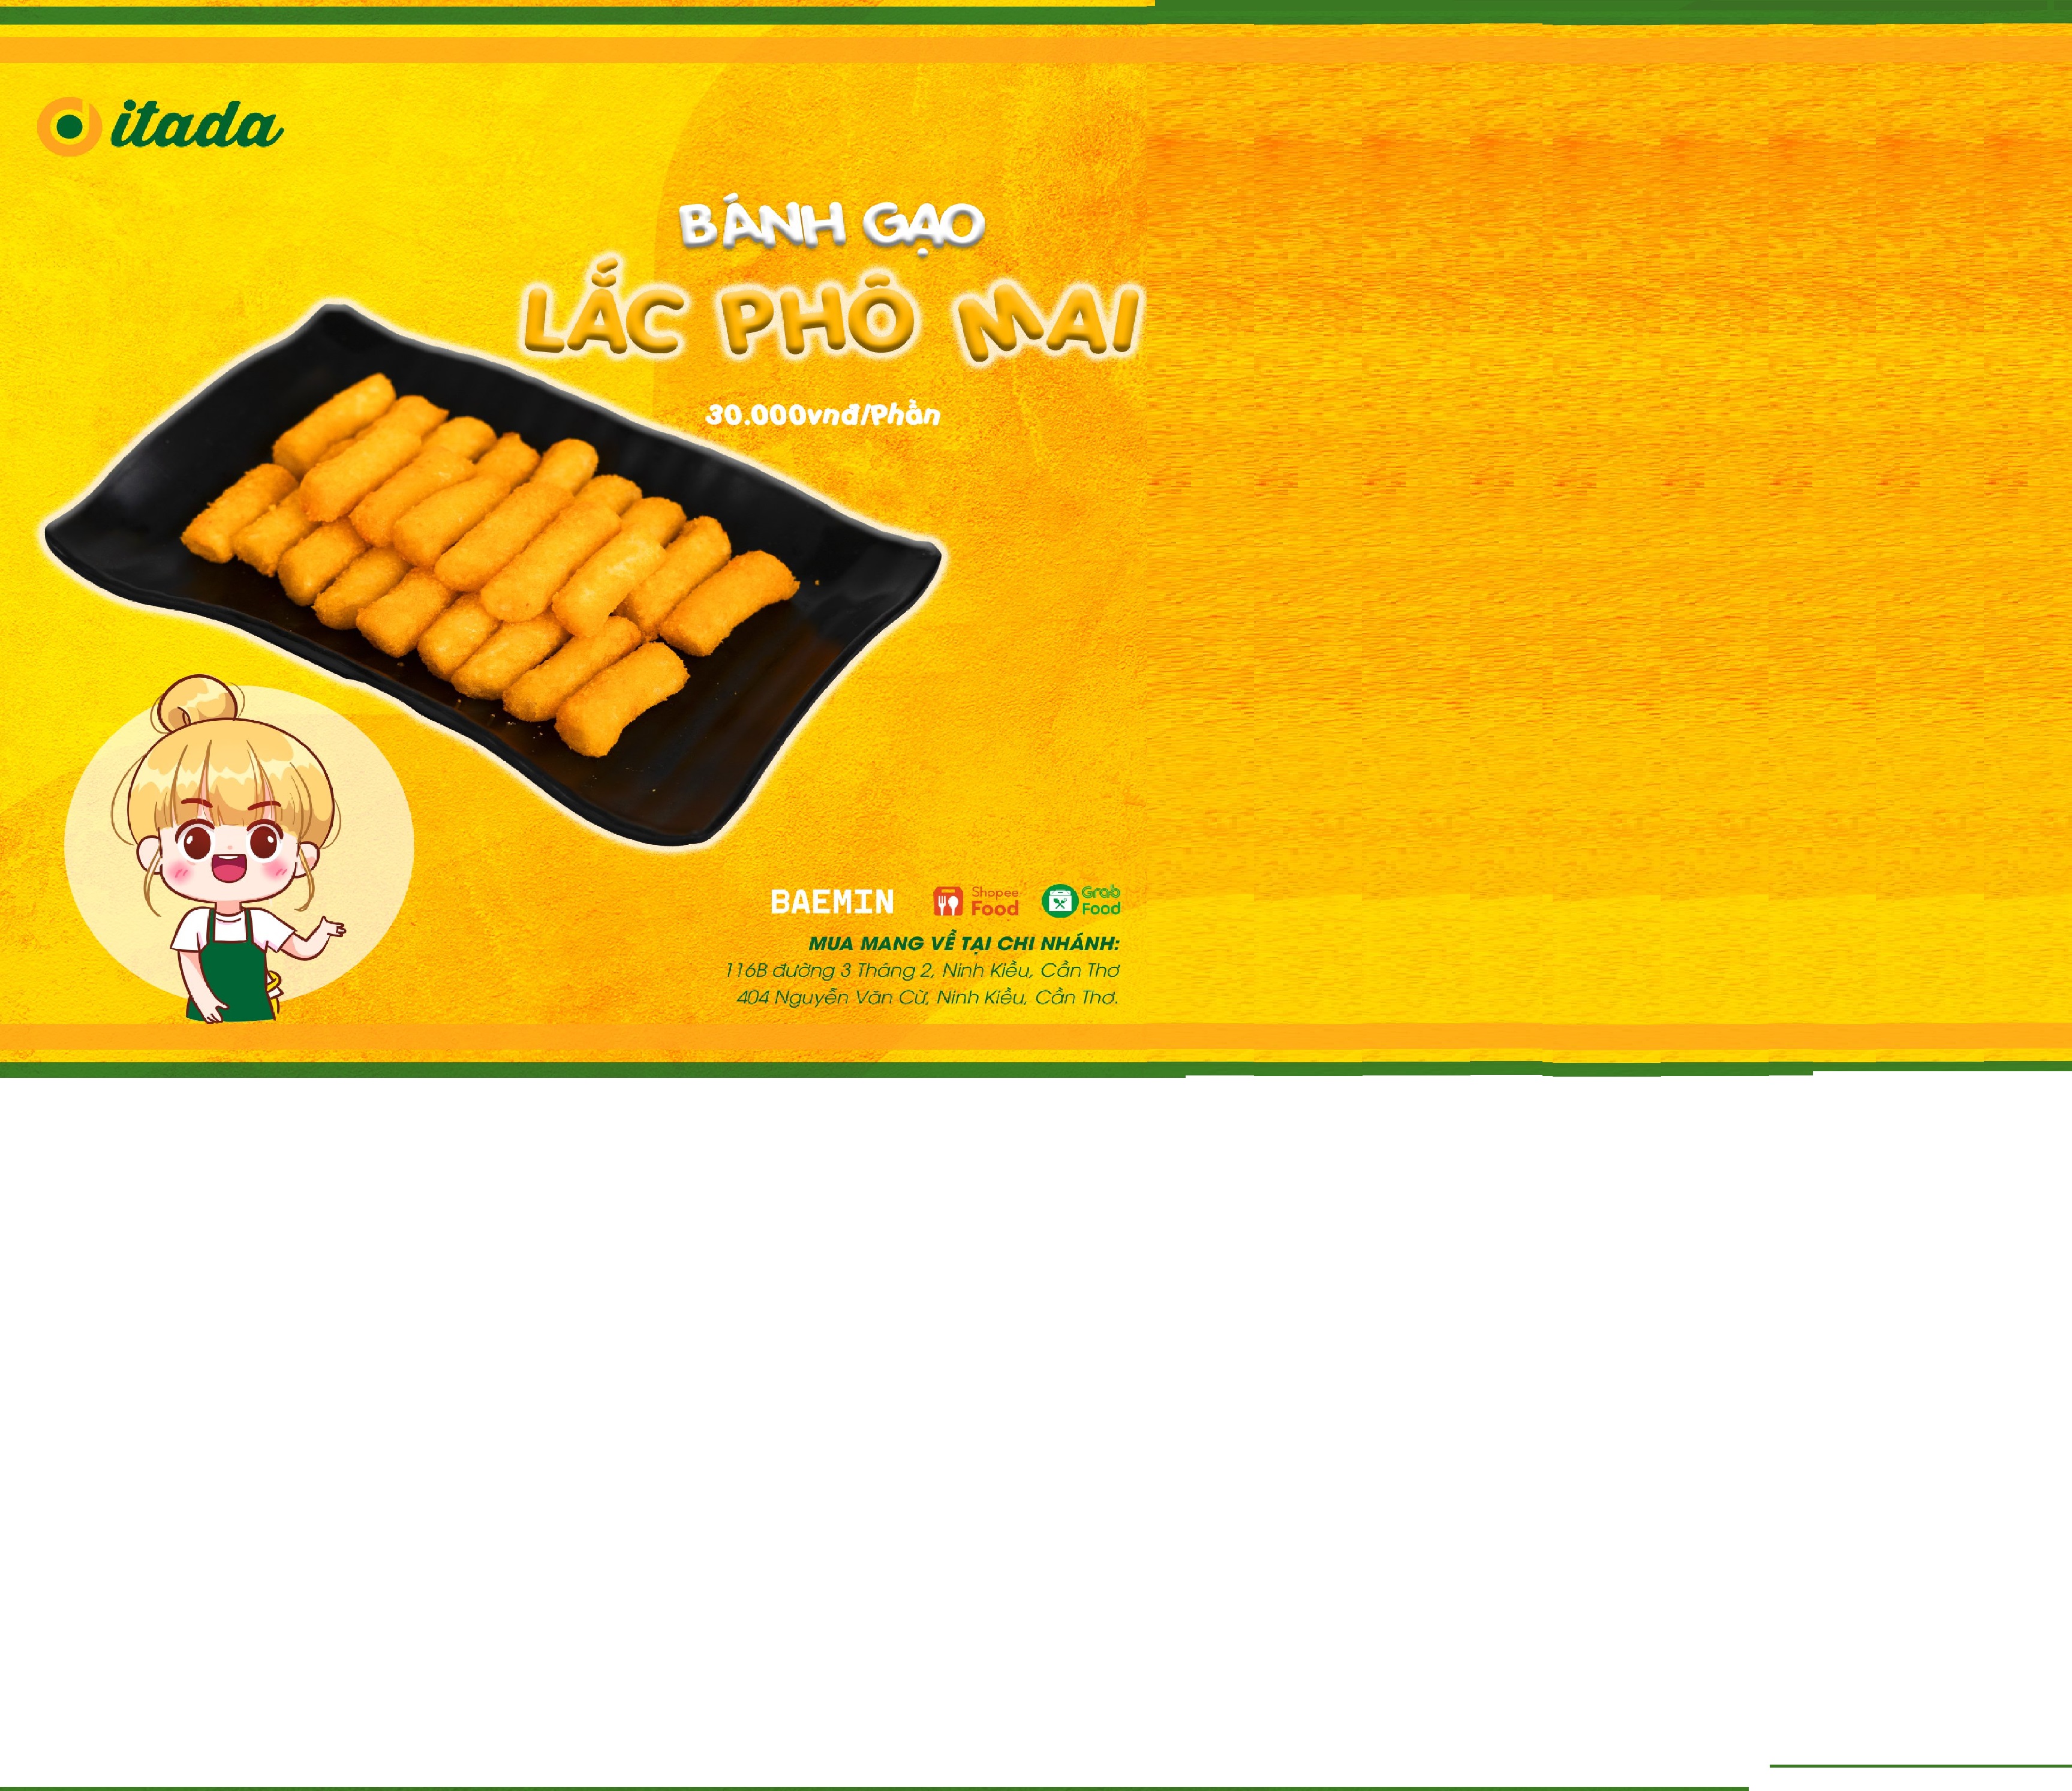 itada
BÁNH GẠO
LẮC PHÔ MAI
30.000vnđ/Phần
BAEMIN
Shopee Food
Grab Food
MUA MANG VỀ TẠI CHI NHÁNH:
116B đường 3 Tháng 2, Ninh Kiều, Cần Thơ
404 Nguyễn Văn Cừ, Ninh Kiều, Cần Thơ.